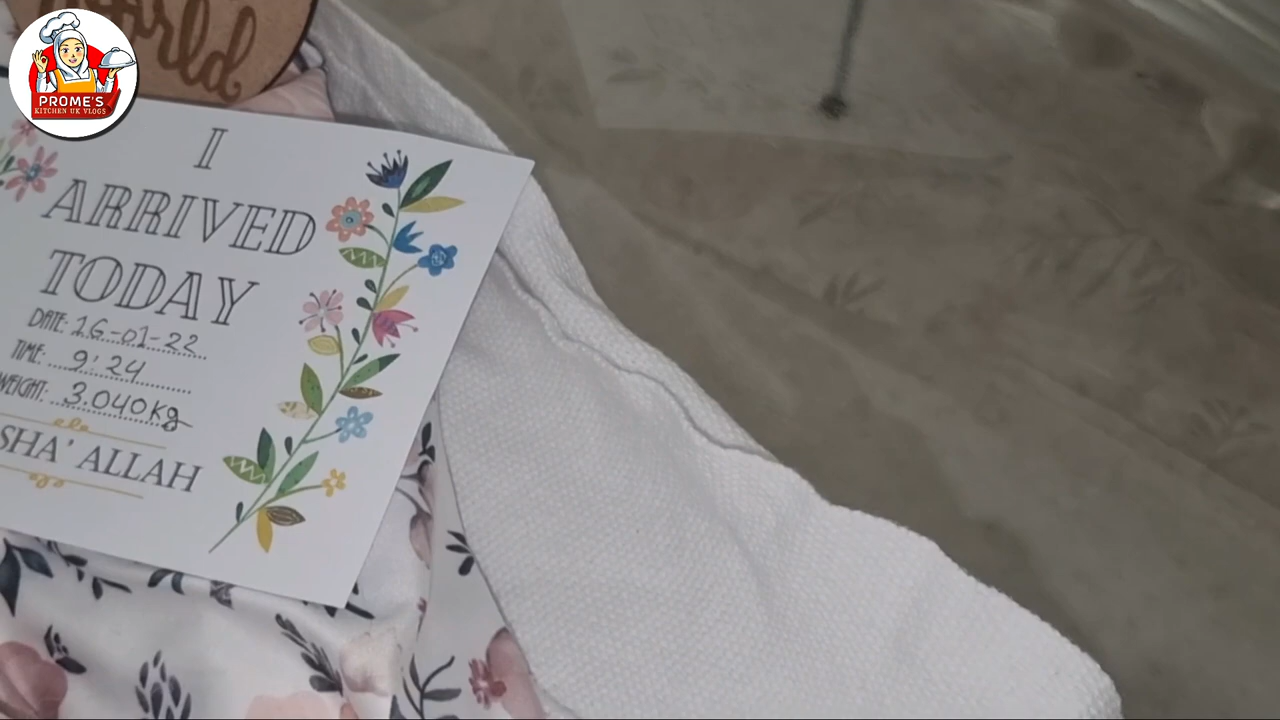 PROME'S
KITCHEN UK VLOGS
I
ARRIVED
TODAY
DATE: 16-01-22
TIME: 9:24
WEIGHT: 3.040kg
SHA' ALLAH